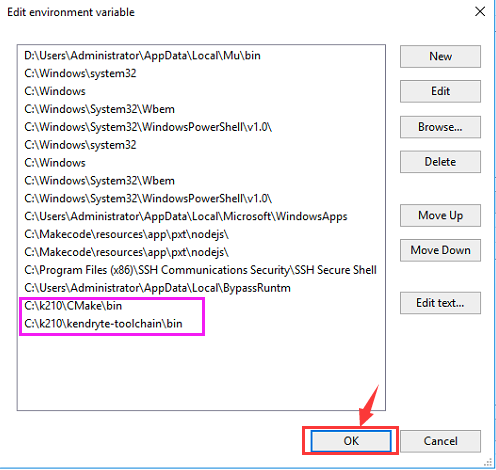 Edit environment variable
D:\Users\Administrator\AppData\Local\Mu\bin
C:\Windows\system32
C:\Windows
C:\Windows\System32\Wbem
C:\Windows\System32\WindowsPowerShell\v1.0\
C:\Windows\system32
C:\Windows
C:\Windows\System32\Wbem
C:\Windows\System32\WindowsPowerShell\v1.0\
C:\Users\Administrator\AppData\Local\Microsoft\WindowsApps
C:\Makecode\resources\app\pxt\nodejs\
C:\Makecode\resources\app\pxt\nodejs\
C:\Program Files (x86)\SSH Communications Security\SSH Secure Shell
C:\Users\Administrator\AppData\Local\BypassRuntm
C:\k210\CMake\bin
C:\k210\kendryte-toolchain\bin
New
Edit
Browse...
Delete
Move Up
Move Down
Edit text...
OK
Cancel